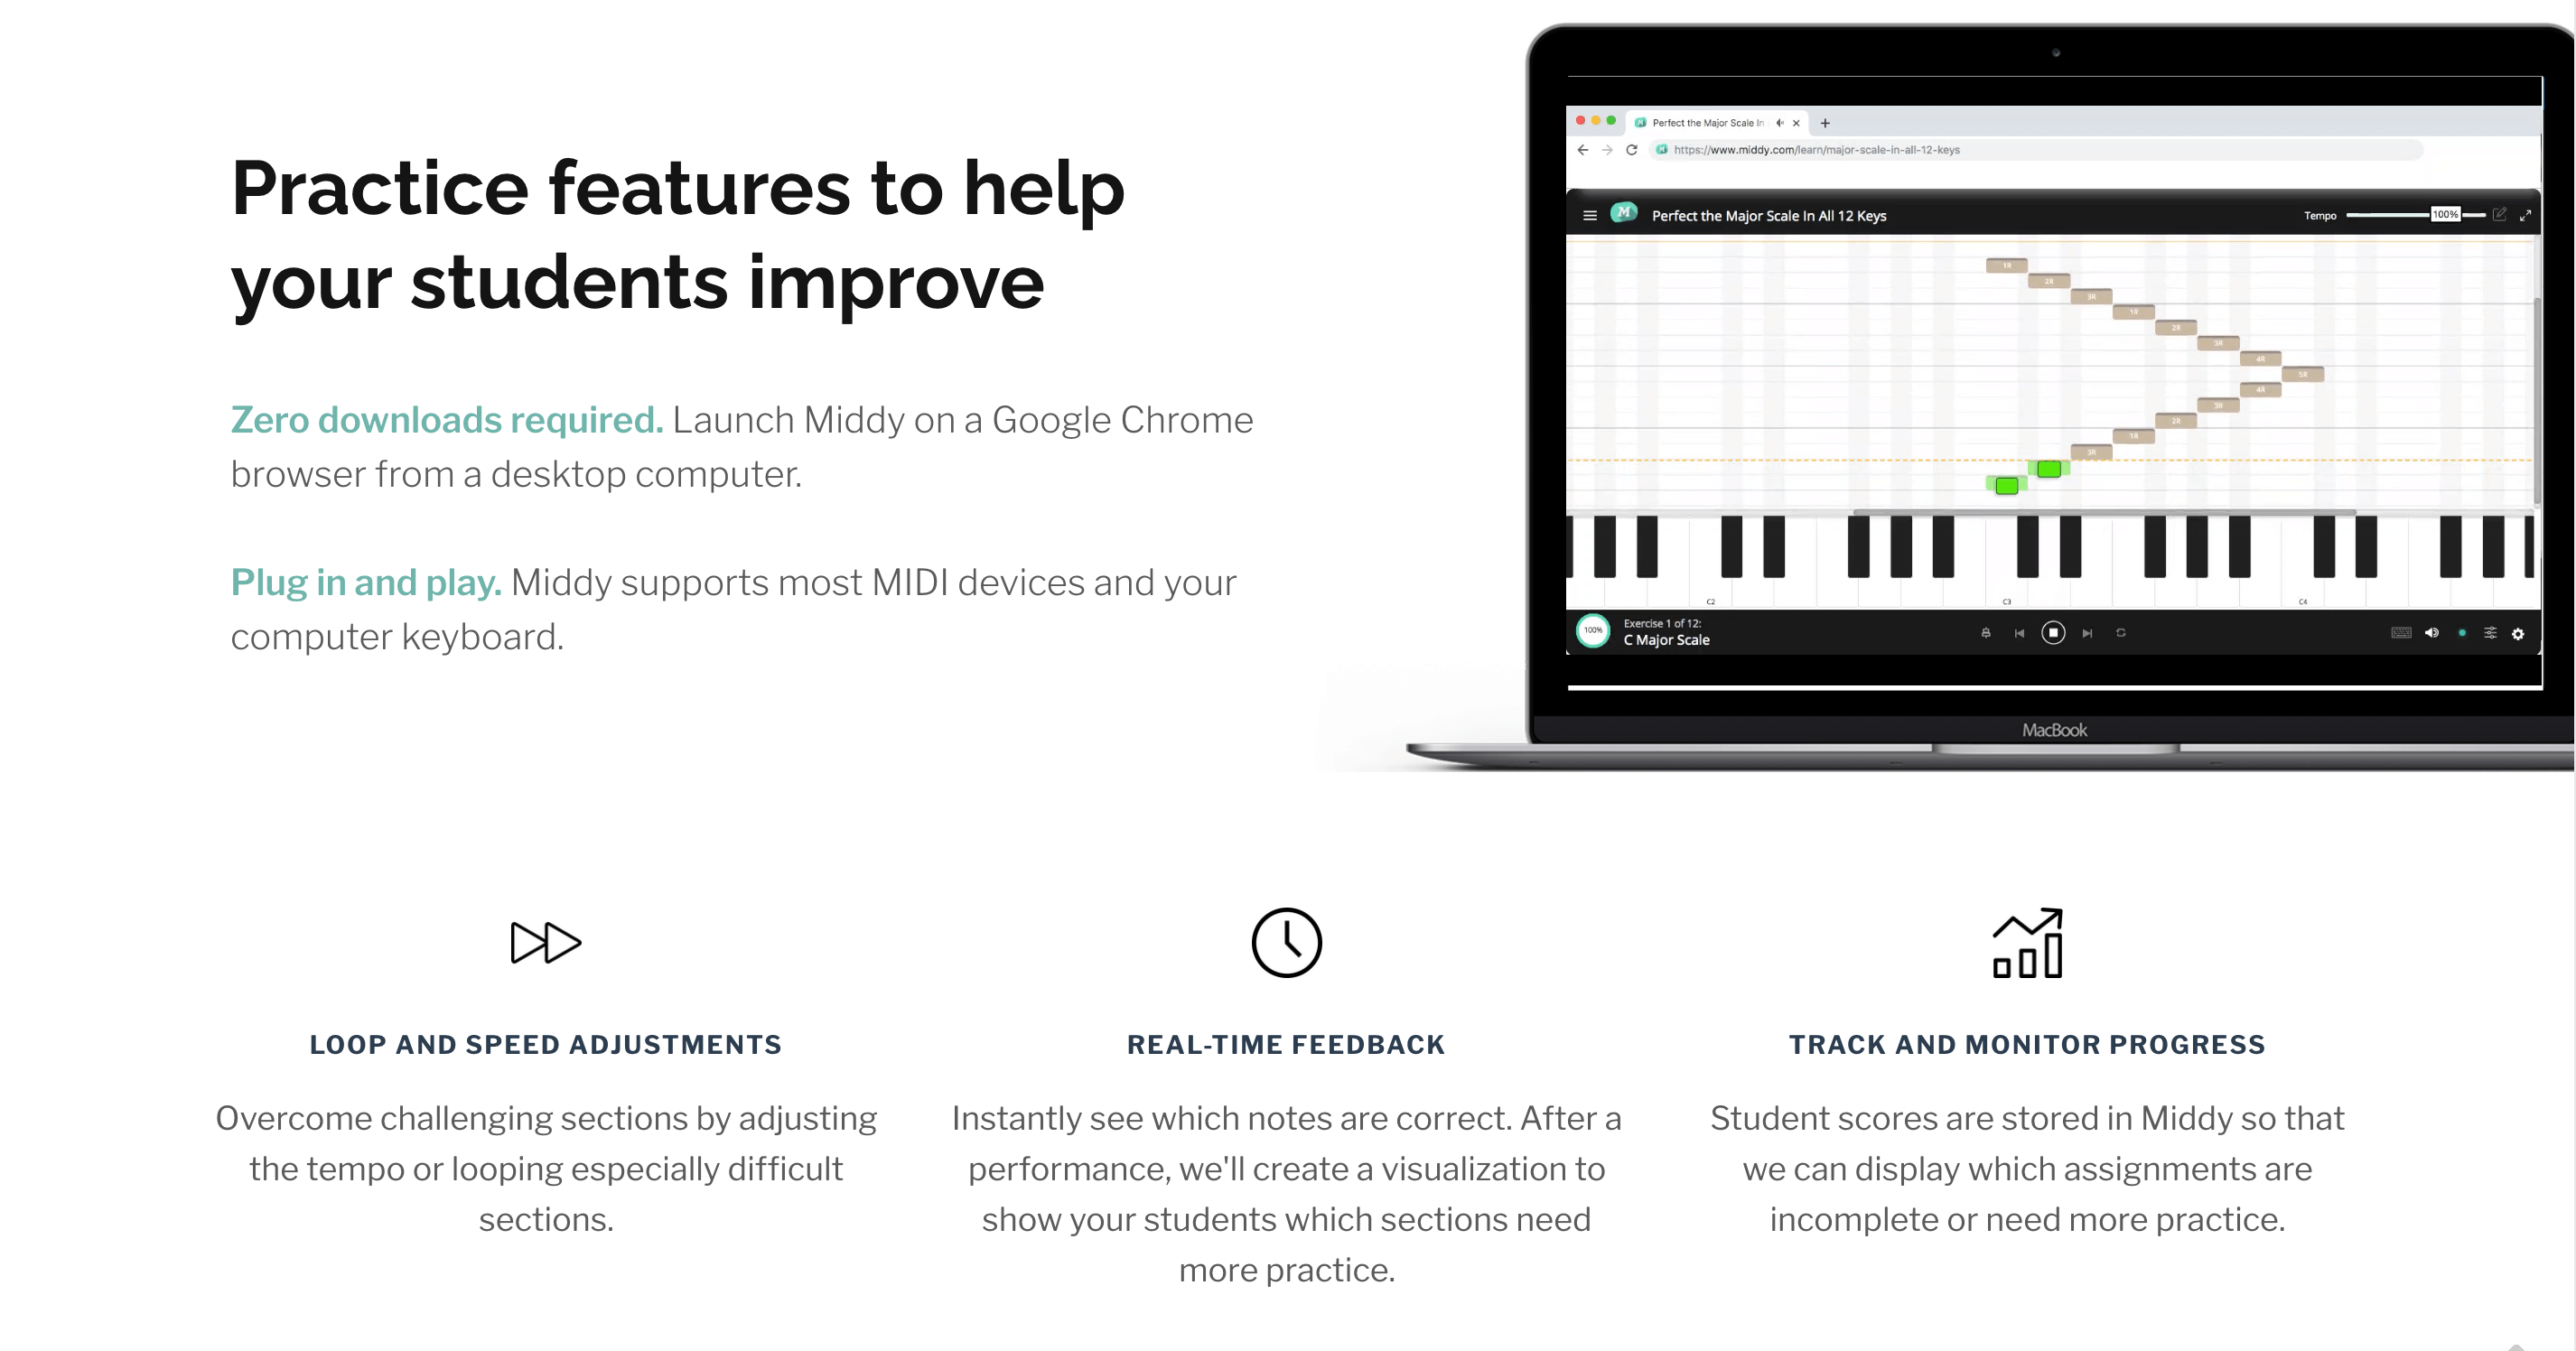 Practice features to help
your students improve
Zero downloads required. Launch Middy on a Google Chrome
browser from a desktop computer.
Plug in and play. Middy supports most MIDI devices and your
computer keyboard.
Perfect the Major Scale In
https://www.middy.com/learn/major-scale-in-all-12-keys
M Perfect the Major Scale In All 12 Keys
Tempo 100%
1R
2R
3R
1R
2R
3R
4R
5R
4R
3R
2R
1R
3R
C2 C3 C4
100%
Exercise 1 of 12:
C Major Scale
MacBook
LOOP AND SPEED ADJUSTMENTS
Overcome challenging sections by adjusting
the tempo or looping especially difficult
sections.
REAL-TIME FEEDBACK
Instantly see which notes are correct. After a
performance, we'll create a visualization to
show your students which sections need
more practice.
TRACK AND MONITOR PROGRESS
Student scores are stored in Middy so that
we can display which assignments are
incomplete or need more practice.